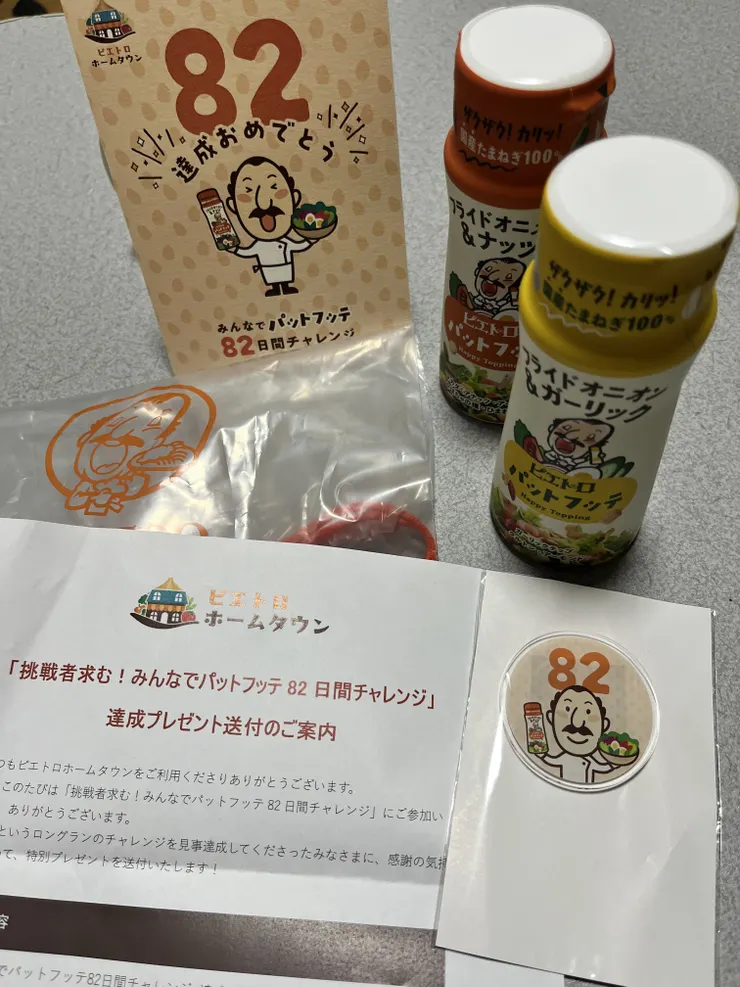 ピエトロ
ホームタウン
82
達成おめでとう
みんなでパットフッテ
82日間チャレンジ
ザクザク！カリッ！
国産たまねぎ100%
フライドオニオン
&ナッツ
ピエトロ
パットフッ
Happy Topping
ザクザク！カリッ！
国産たまねぎ100%
フライドオニオン
&ガーリック
ピエトロ
パットフッテ
Happy Topping
ピエトロ
ホームタウン
「挑戦者求む！みんなでパットフッテ 82 日間チャレンジ」
達成プレゼント送付のご案内
つもピエトロホームタウンをご利用くださりありがとうございます。
このたびは「挑戦者求む！みんなでパットフッテ 82 日間チャレンジ」にご参加い
ありがとうございます。
というロングランのチャレンジを見事達成してくださったみなさまに、感謝の気持
て、特別プレゼントを送付いたします！
容
でパットフッテ82日間チャレンジ
82